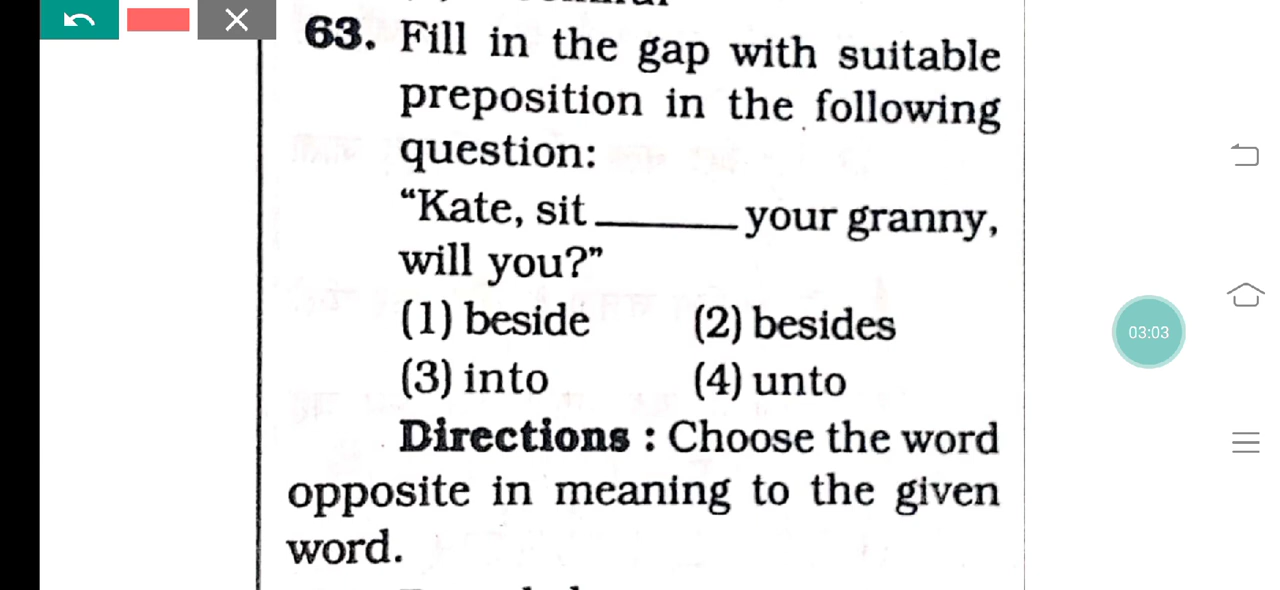 63. Fill in the gap with suitable
preposition in the following
question:
“Kate, sit ______ your granny,
will you?”
(1) beside (2) besides
(3) into (4) unto
03:03
Directions : Choose the word
opposite in meaning to the given
word.